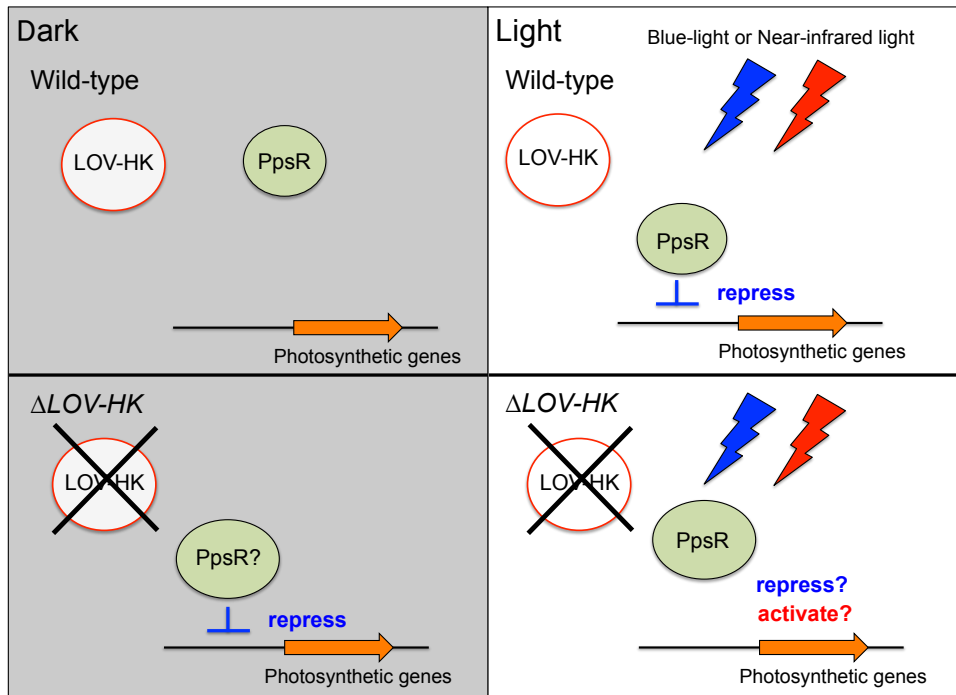 Dark
Wild-type
LOV-HK
PpsR
Photosynthetic genes
Light
Blue-light or Near-infrared light
Wild-type
LOV-HK
PpsR
repress
Photosynthetic genes
ΔLOV-HK
LOV-HK
PpsR?
repress
Photosynthetic genes
ΔLOV-HK
LOV-HK
PpsR
repress?
activate?
Photosynthetic genes